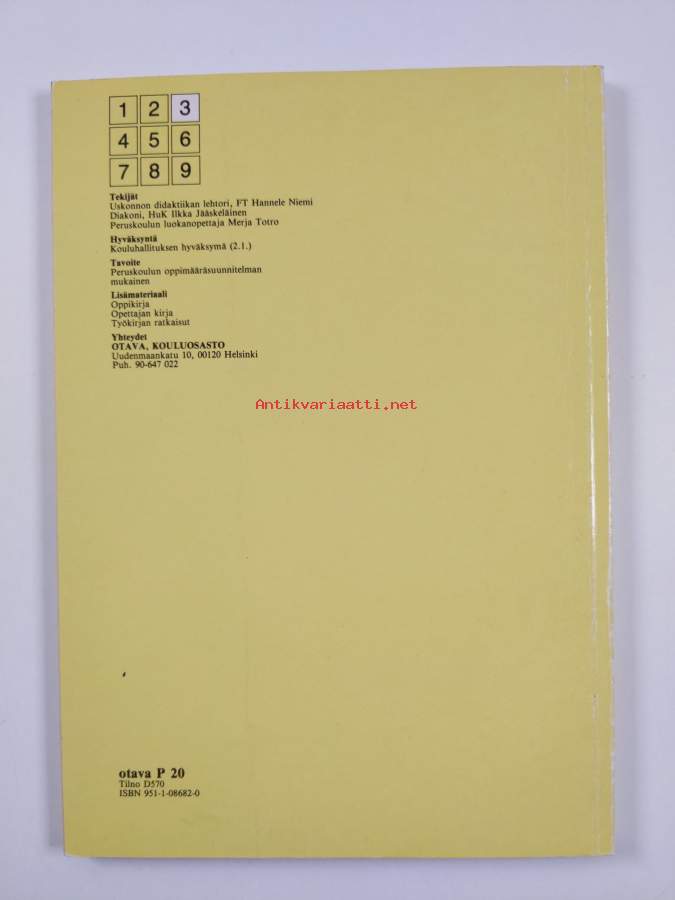 1 2 3
4 5 6
7 8 9
Tekijät
Uskonnon didaktiikan lehtori, FT Hannele Niemi
Diakoni, HuK Ilkka Jääskeläinen
Peruskoulun luokanopettaja Merja Totro
Hyväksyntä
Kouluhallituksen hyväksymä (2.1.)
Tavoite
Peruskoulun oppimääräsuunnitelman
mukainen
Lisämateriaali
Oppikirja
Opettajan kirja
Työkirjan ratkaisut
Yhteydet
OTAVA, KOULUOSASTO
Uudenmaankatu 10, 00120 Helsinki
Puh. 90-647 022
Antikvariaatti.net
otava P 20
Tilno D570
ISBN 951-1-08682-0